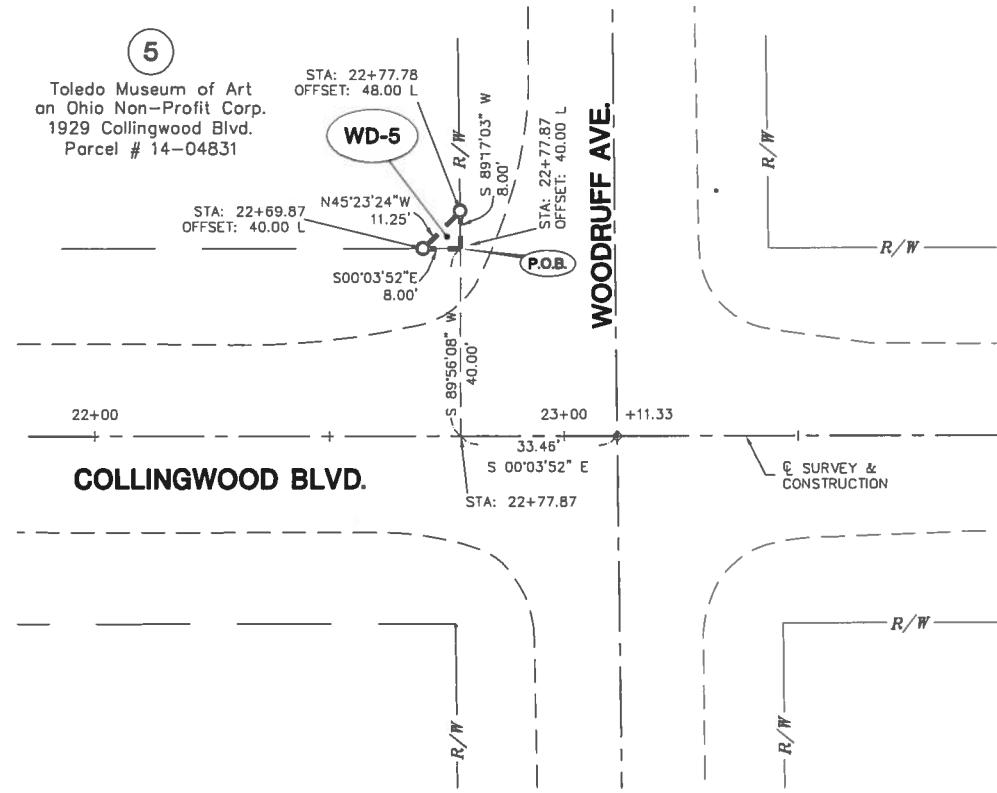 5
Toledo Museum of Art
an Ohio Non-Profit Corp.
1929 Collingwood Blvd.
Parcel # 14-04831
STA: 22+77.78
OFFSET: 48.00 L
WD-5
R/W
S 89°17'03" W
8.00'
STA: 22+77.87
OFFSET: 40.00 L
WOODRUFF AVE.
R/W
N45°23'24"W
11.25'
STA: 22+69.87
OFFSET: 40.00 L
S00°03'52"E
8.00'
P.O.B.
R/W
S 89°56'08" W
40.00'
22+00
23+00
+11.33
33.46'
S 00°03'52" E
COLLINGWOOD BLVD.
STA: 22+77.87
℄ SURVEY &
CONSTRUCTION
R/W
R/W
R/W